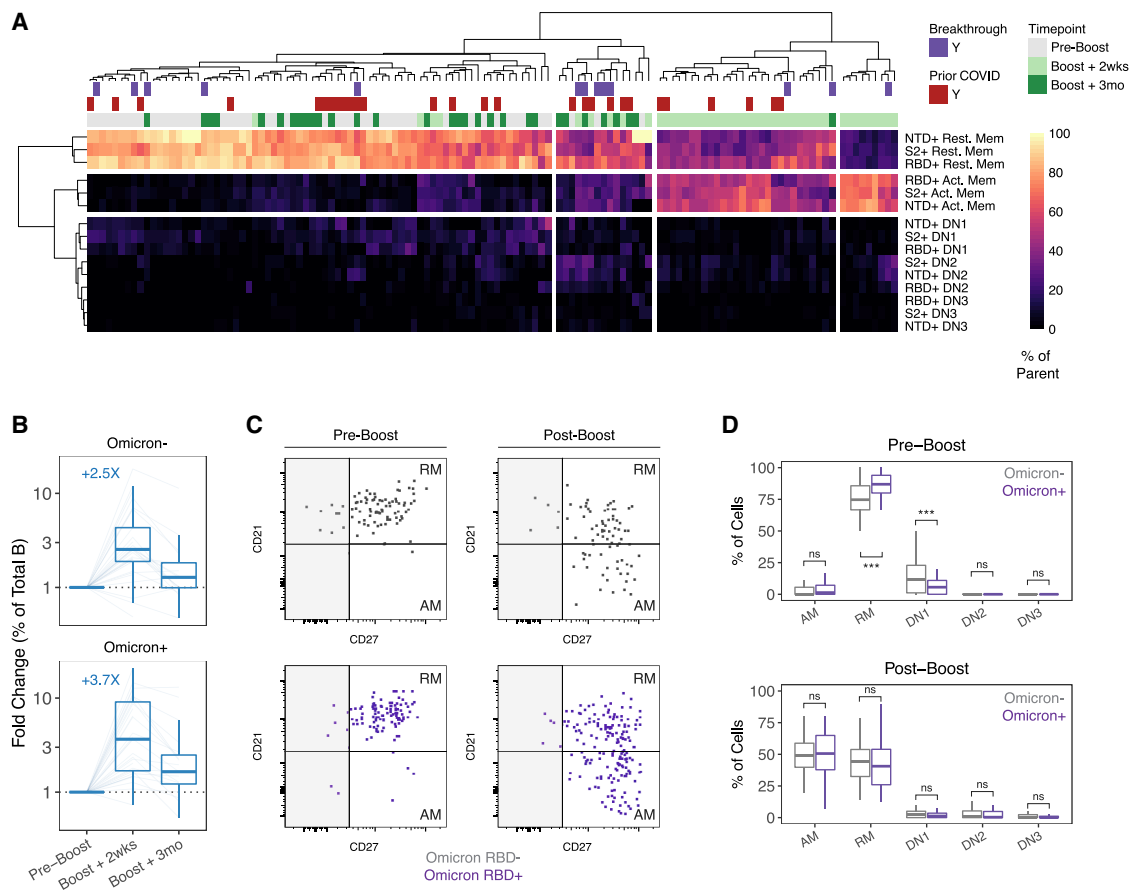 A
Breakthrough
Y
Prior COVID
Y
Timepoint
Pre-Boost
Boost + 2wks
Boost + 3mo
NTD+ Rest. Mem
S2+ Rest. Mem
RBD+ Rest. Mem
RBD+ Act. Mem
S2+ Act. Mem
NTD+ Act. Mem
NTD+ DN1
S2+ DN1
RBD+ DN1
S2+ DN2
NTD+ DN2
RBD+ DN2
RBD+ DN3
S2+ DN3
NTD+ DN3
100
80
60
40
20
0
% of
Parent
B
Omicron-
+2.5X
10
3
1
Omicron+
+3.7X
10
3
1
Fold Change (% of Total B)
Pre–Boost
Boost + 2wks
Boost + 3mo
C
Pre-Boost
Post-Boost
RM
AM
CD21
CD27
RM
AM
CD21
CD27
RM
AM
CD21
CD27
RM
AM
CD21
CD27
Omicron RBD-
Omicron RBD+
D
Pre–Boost
Omicron-
Omicron+
% of Cells
100
75
50
25
0
ns
***
***
ns
ns
AM
RM
DN1
DN2
DN3
Post–Boost
Omicron-
Omicron+
% of Cells
100
75
50
25
0
ns
ns
ns
ns
ns
AM
RM
DN1
DN2
DN3